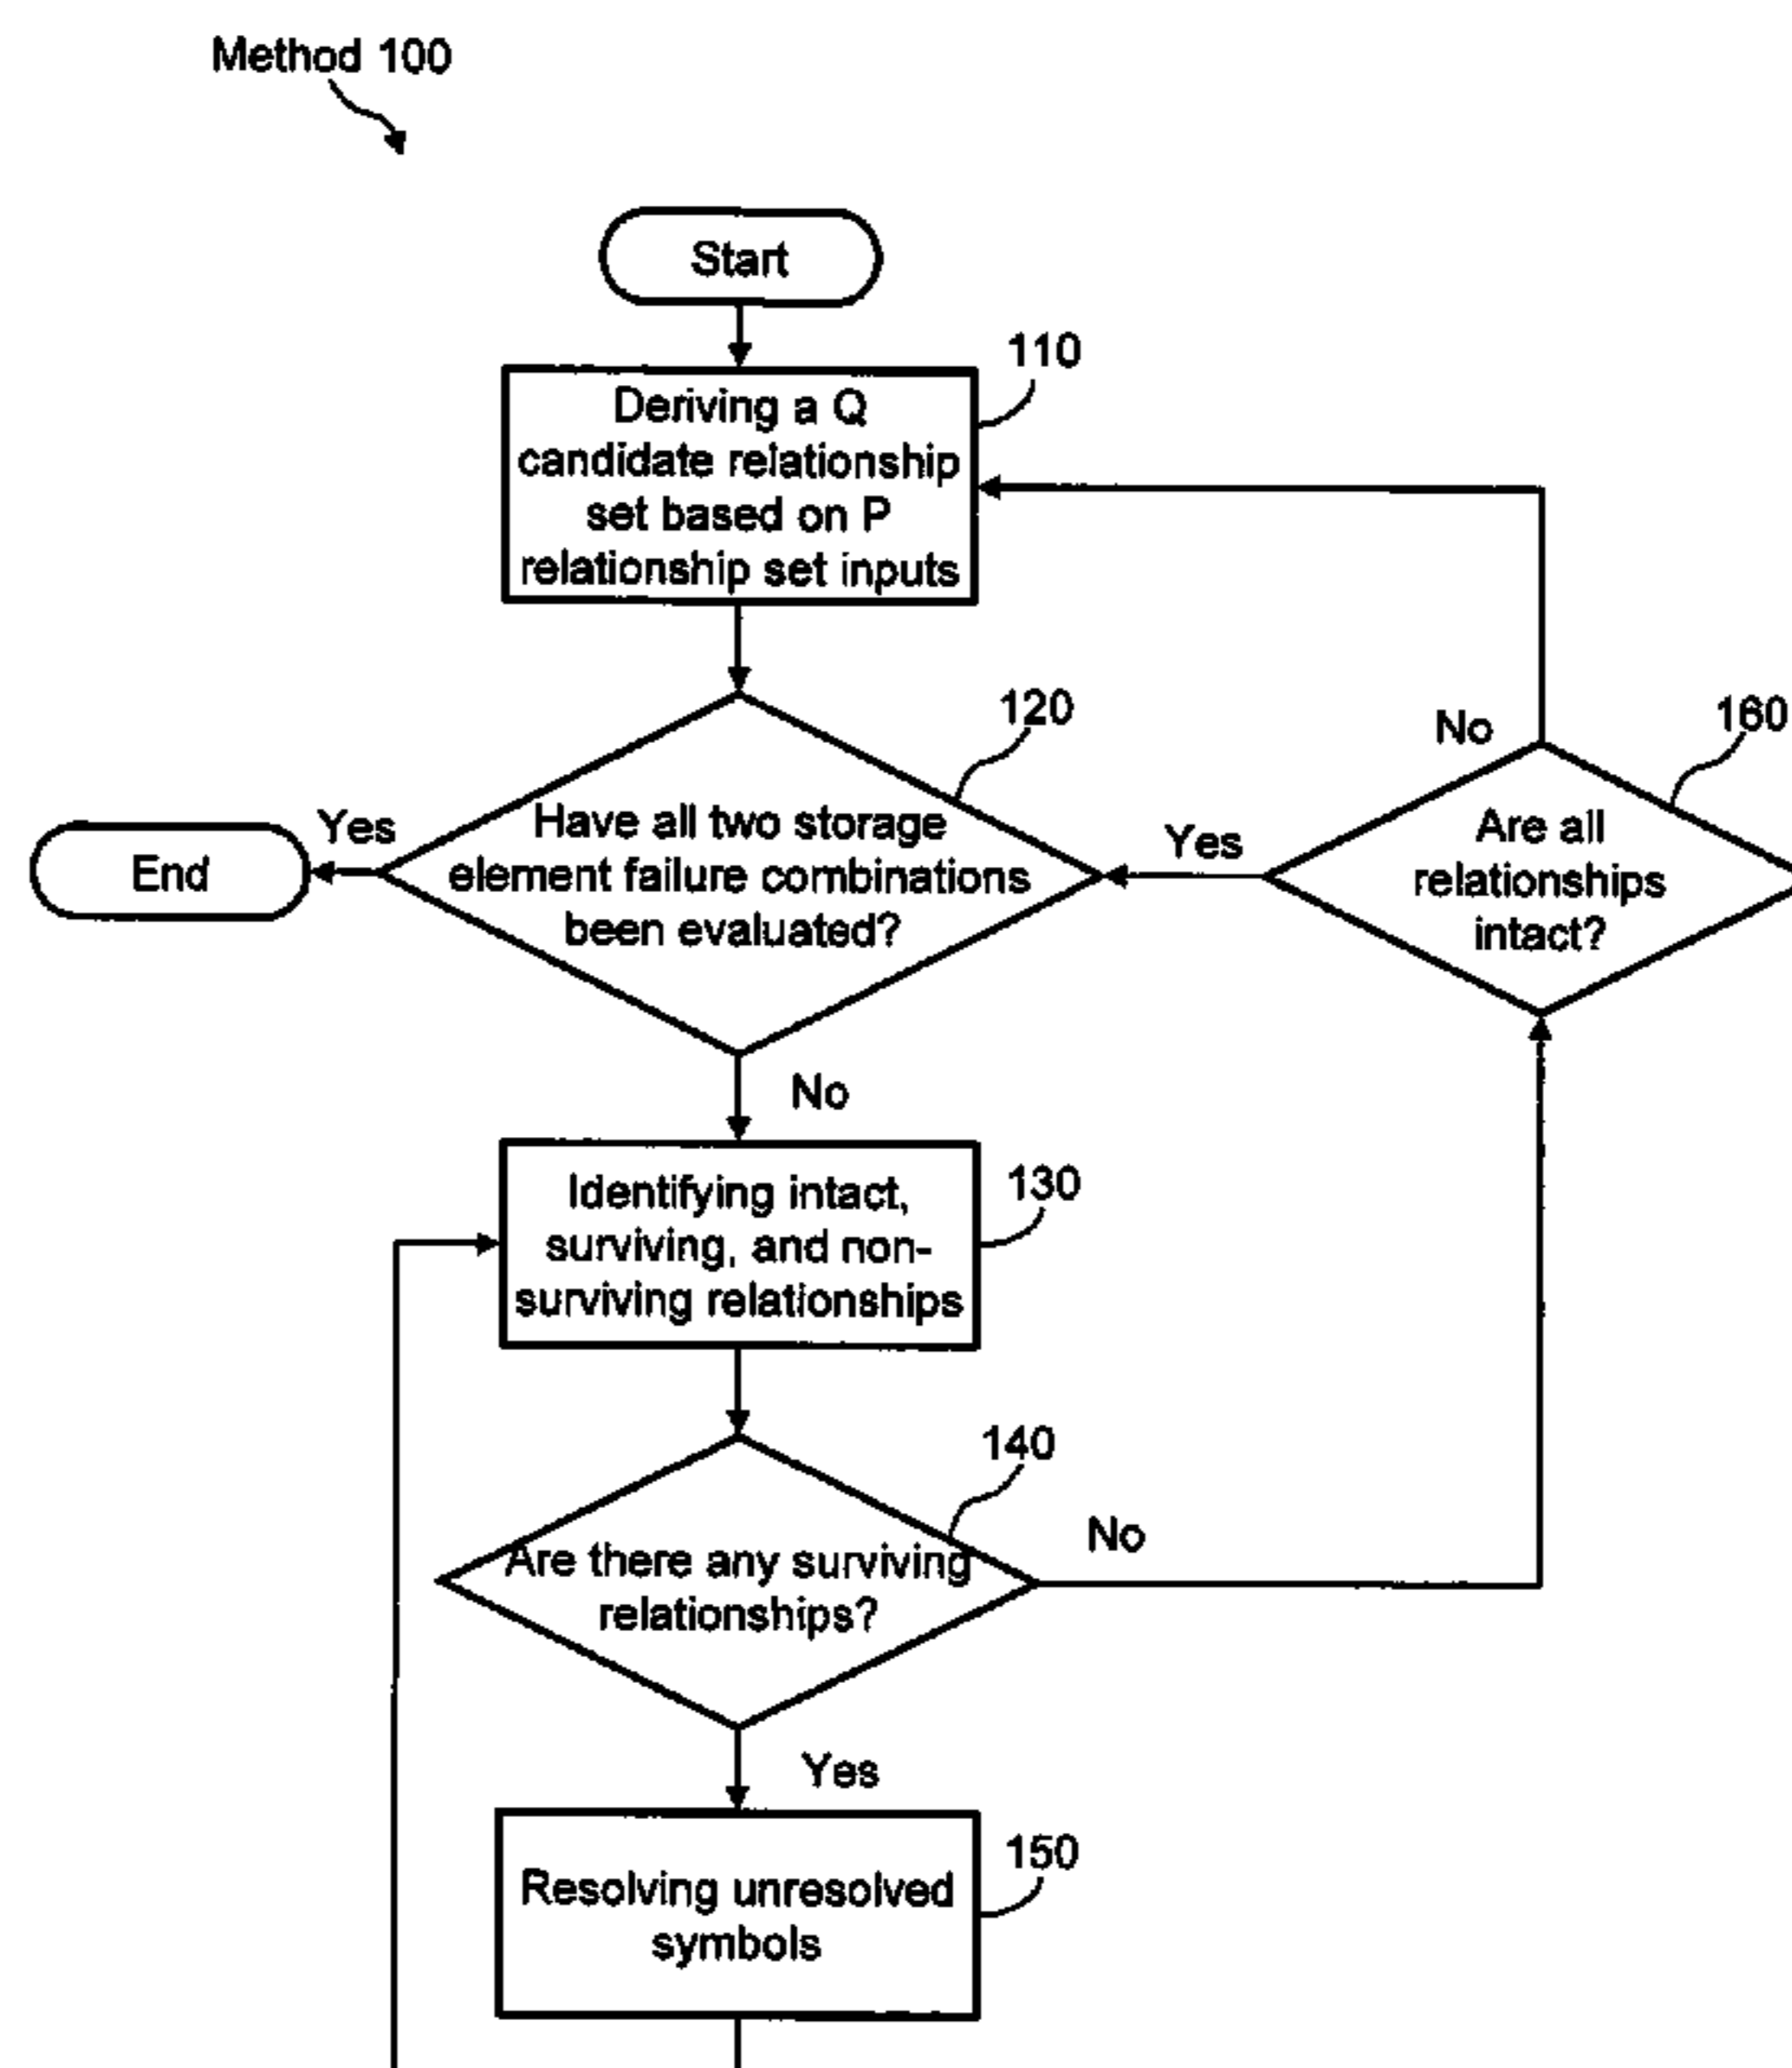 Method 100
Start
110
Deriving a Q
candidate relationship
set based on P
relationship set inputs
120
Have all two storage
element failure combinations
been evaluated?
Yes
End
Yes
No
160
Are all
relationships
intact?
No
130
Identifying intact,
surviving, and non-
surviving relationships
140
Are there any surviving
relationships?
No
Yes
150
Resolving unresolved
symbols